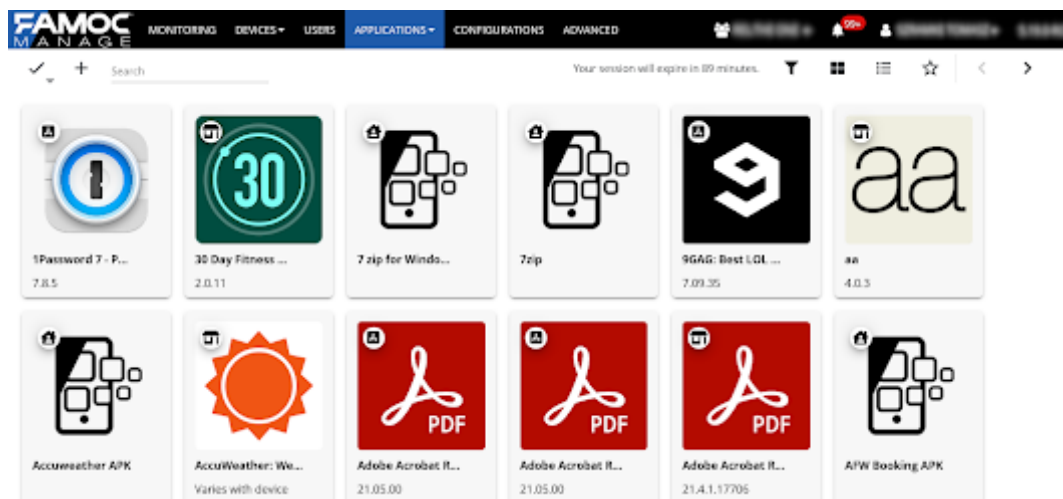 FAMOC
MANAGE
MONITORING DEVICES USERS APPLICATIONS CONFIGURATIONS ADVANCED 99+
Search Your session will expire in 89 minutes.
30 9 aa
1Password 7 - P... 30 Day Fitness ... 7 zip for Windo... 7zip 9GAG: Best LOL ... aa
7.8.5 2.0.11 7.09.35 4.0.3
PDF PDF PDF
Accuweather APK AccuWeather: We... Adobe Acrobat R... Adobe Acrobat R... Adobe Acrobat R... AFW Booking APK
Varies with device 21.05.00 21.05.00 21.4.1.17706